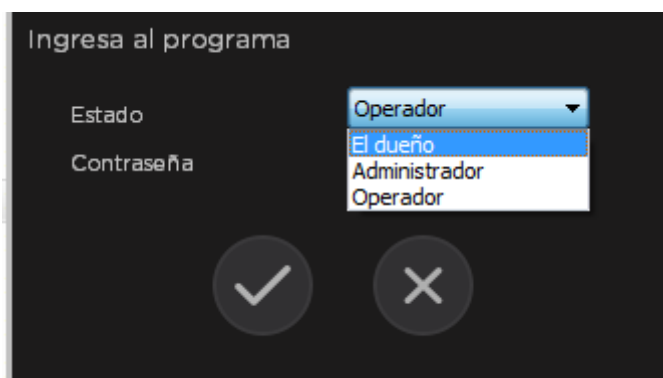 Ingresa al programa
Estado
Operador
El dueño
Contraseña
Administrador
Operador